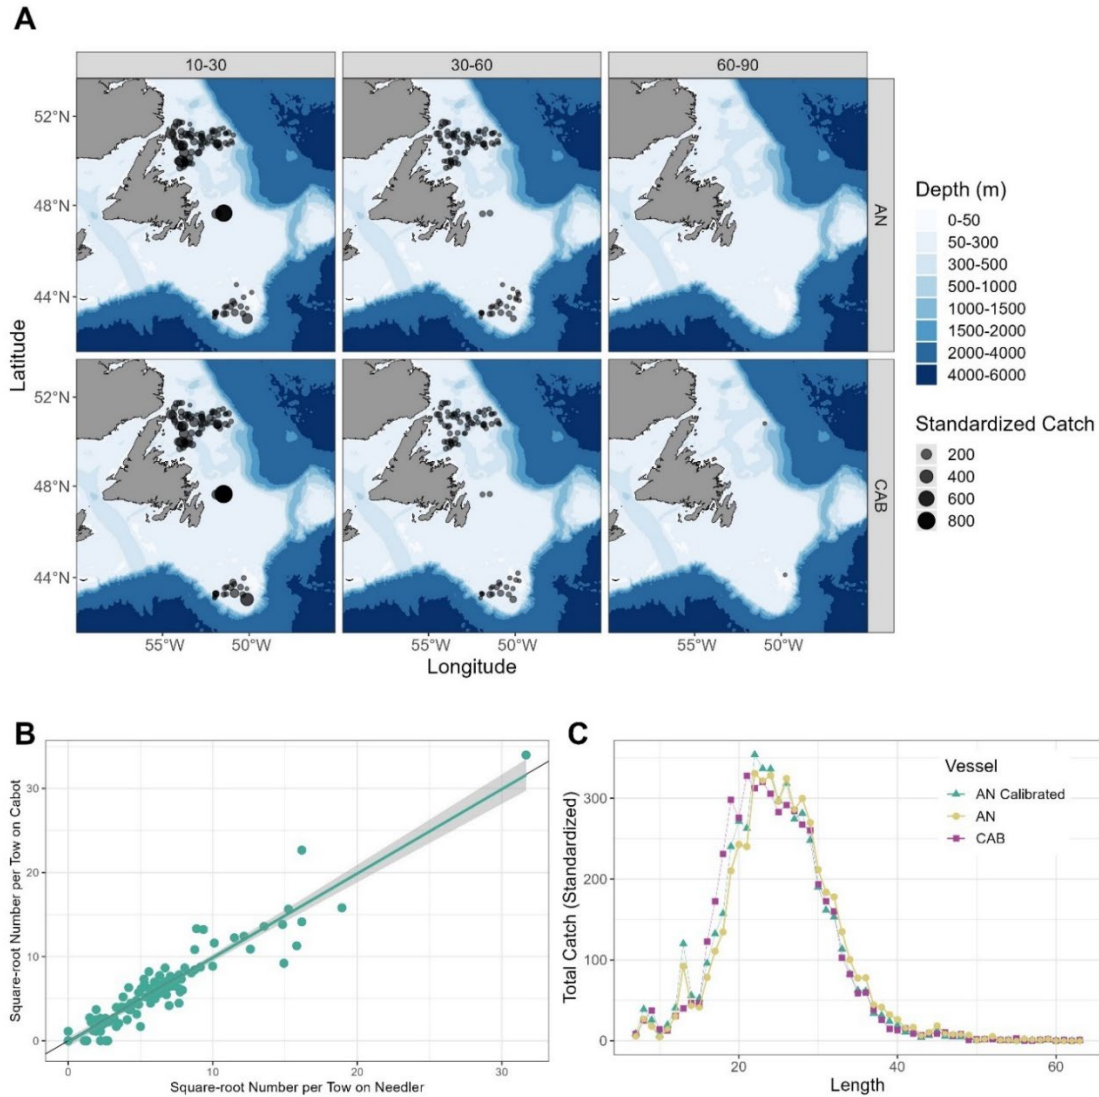 A
10-30
30-60
60-90
52°N
48°N
44°N
AN
52°N
48°N
44°N
CAB
Latitude
55°W
50°W
55°W
50°W
55°W
50°W
Longitude
Depth (m)
0-50
50-300
300-500
500-1000
1000-1500
1500-2000
2000-4000
4000-6000
Standardized Catch
200
400
600
800
B
Square-root Number per Tow on Cabot
30
20
10
0
0
10
20
30
Square-root Number per Tow on Needler
C
Total Catch (Standardized)
300
200
100
0
20
40
60
Length
Vessel
AN Calibrated
AN
CAB